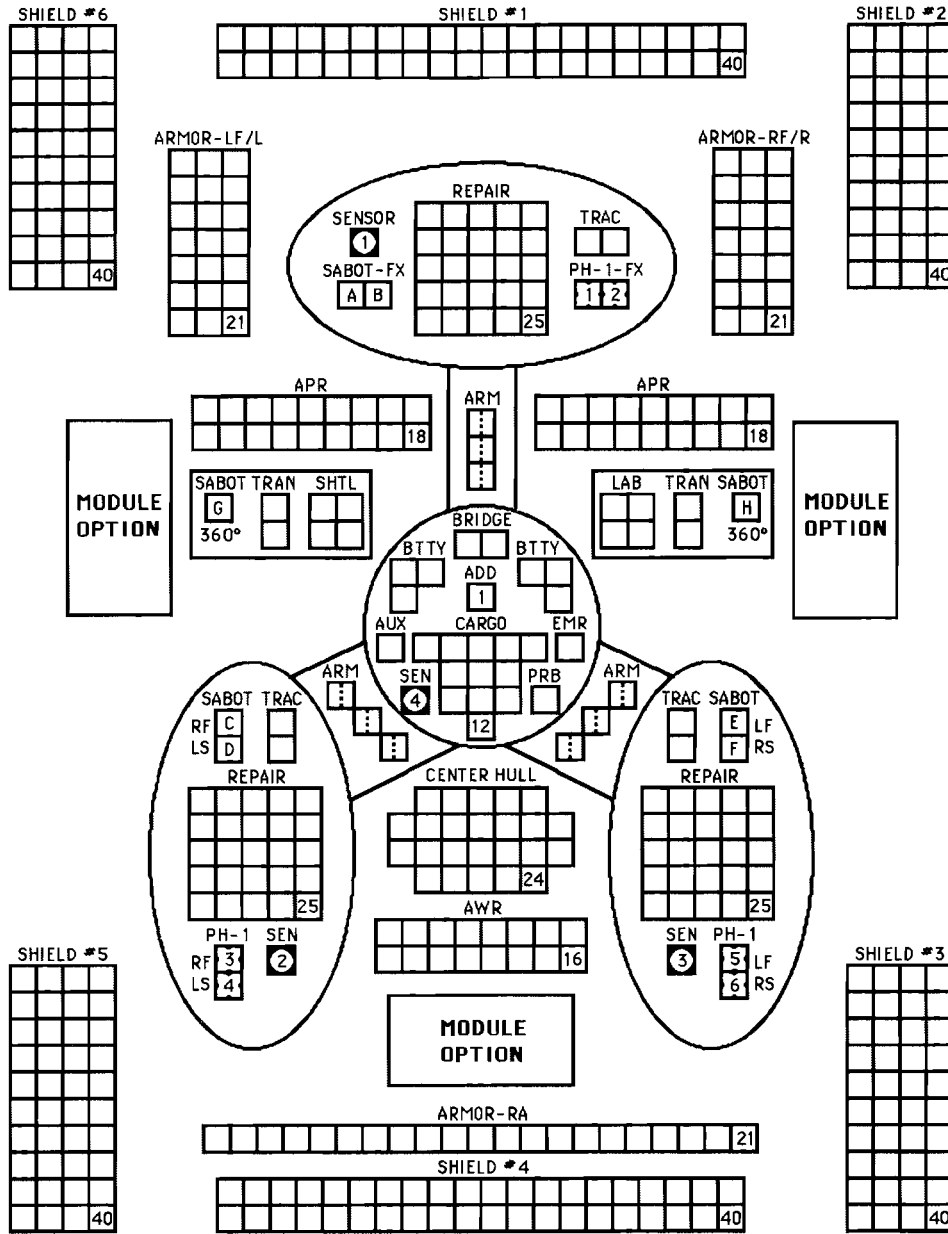 SHIELD #6
SHIELD #1
SHIELD #2
40
ARMOR-LF/L
ARMOR-RF/R
REPAIR
SENSOR
TRAC
1
SABOT-FX
PH-1-FX
40
A B
1 2
40
21
25
21
APR
ARM
APR
18
18
MODULE
OPTION
SABOT TRAN SHTL
G
360°
LAB TRAN SABOT
H
360°
MODULE
OPTION
BRIDGE
BTTY
BTTY
ADD
1
AUX
CARGO
EMR
ARM
SEN
PRB
ARM
4
12
SABOT TRAC
RF C
LS D
TRAC SABOT
E LF
F RS
REPAIR
CENTER HULL
REPAIR
24
25
25
AWR
16
PH-1 SEN
RF 3
2
LS 4
SEN PH-1
5 LF
3
6 RS
SHIELD #5
SHIELD #3
MODULE
OPTION
ARMOR-RA
21
SHIELD #4
40
40
40